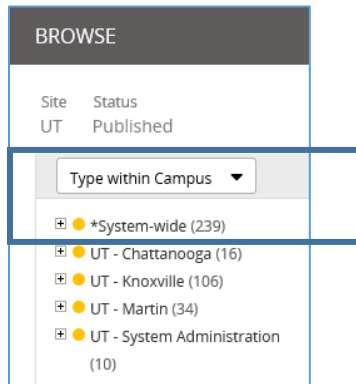 BROWSE
Site Status
UT Published
Type within Campus
*System-wide (239)
UT - Chattanooga (16)
UT - Knoxville (106)
UT - Martin (34)
UT - System Administration
(10)